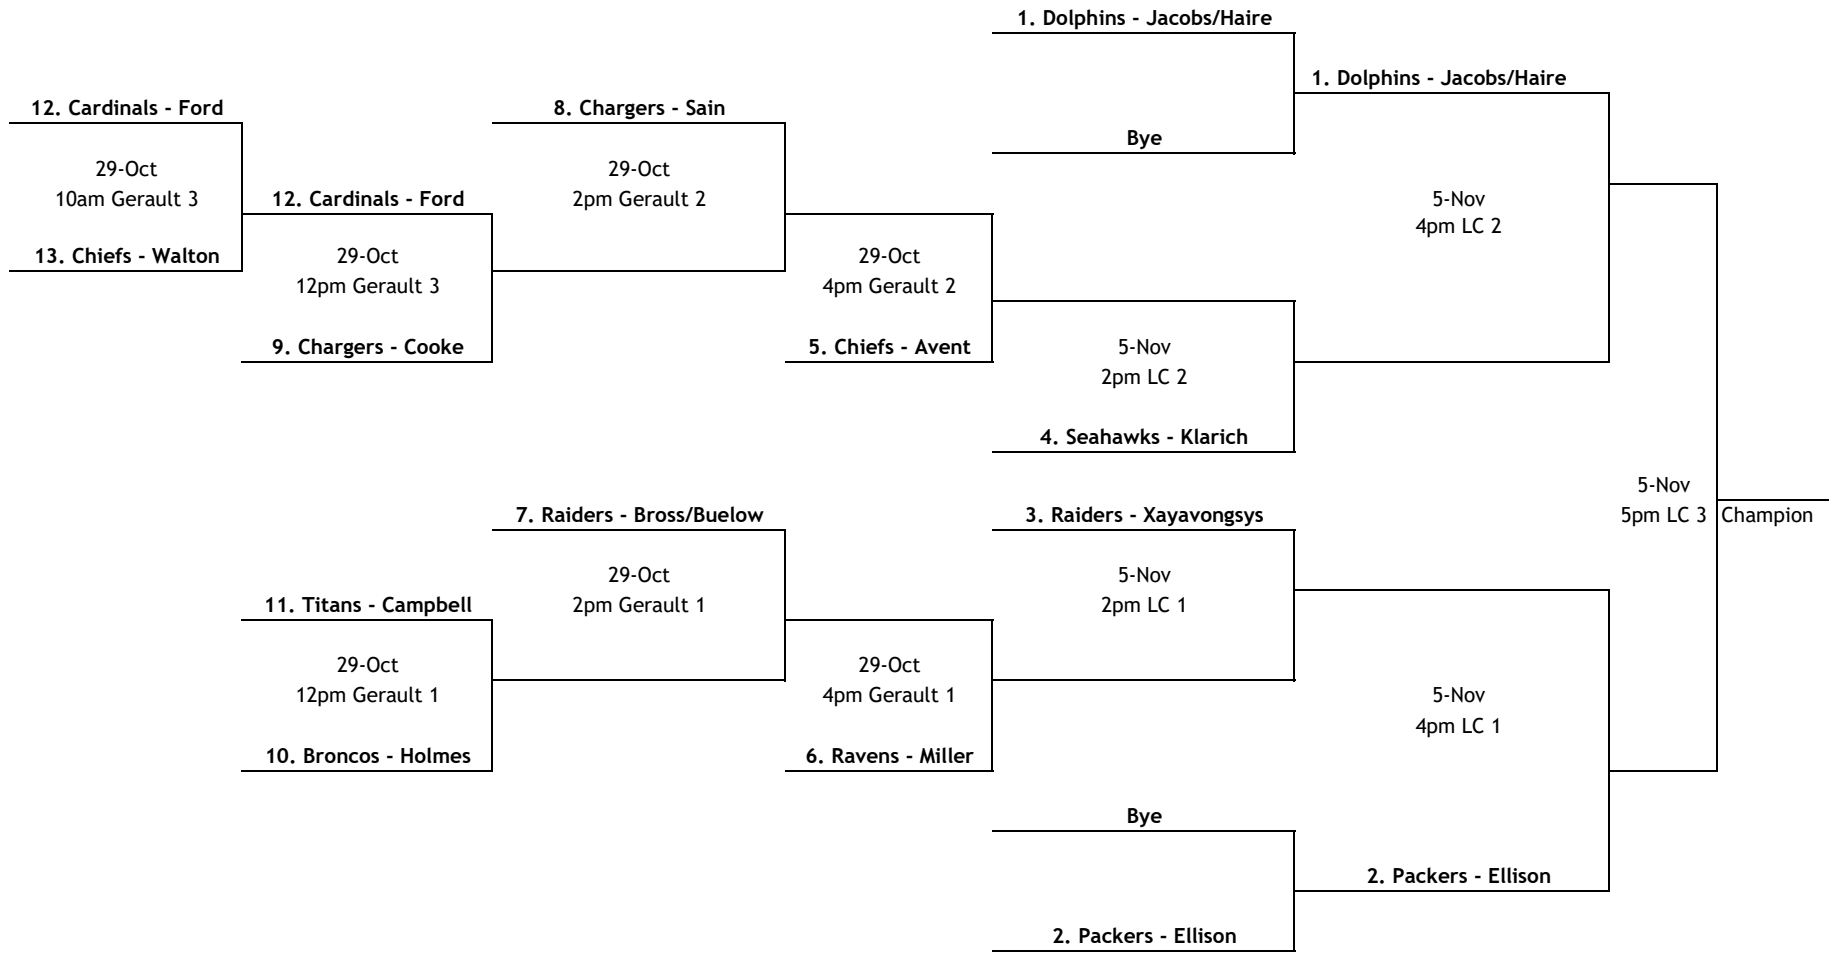 1. Dolphins - Jacobs/Haire
1. Dolphins - Jacobs/Haire
12. Cardinals - Ford
8. Chargers - Sain
Bye
29-Oct
10am Gerault 3
29-Oct
2pm Gerault 2
12. Cardinals - Ford
5-Nov
4pm LC 2
13. Chiefs - Walton
29-Oct
12pm Gerault 3
29-Oct
4pm Gerault 2
9. Chargers - Cooke
5. Chiefs - Avent
5-Nov
2pm LC 2
4. Seahawks - Klarich
5-Nov
5pm LC 3
Champion
7. Raiders - Bross/Buelow
3. Raiders - Xayavongsys
29-Oct
2pm Gerault 1
5-Nov
2pm LC 1
11. Titans - Campbell
29-Oct
12pm Gerault 1
29-Oct
4pm Gerault 1
5-Nov
4pm LC 1
10. Broncos - Holmes
6. Ravens - Miller
Bye
2. Packers - Ellison
2. Packers - Ellison